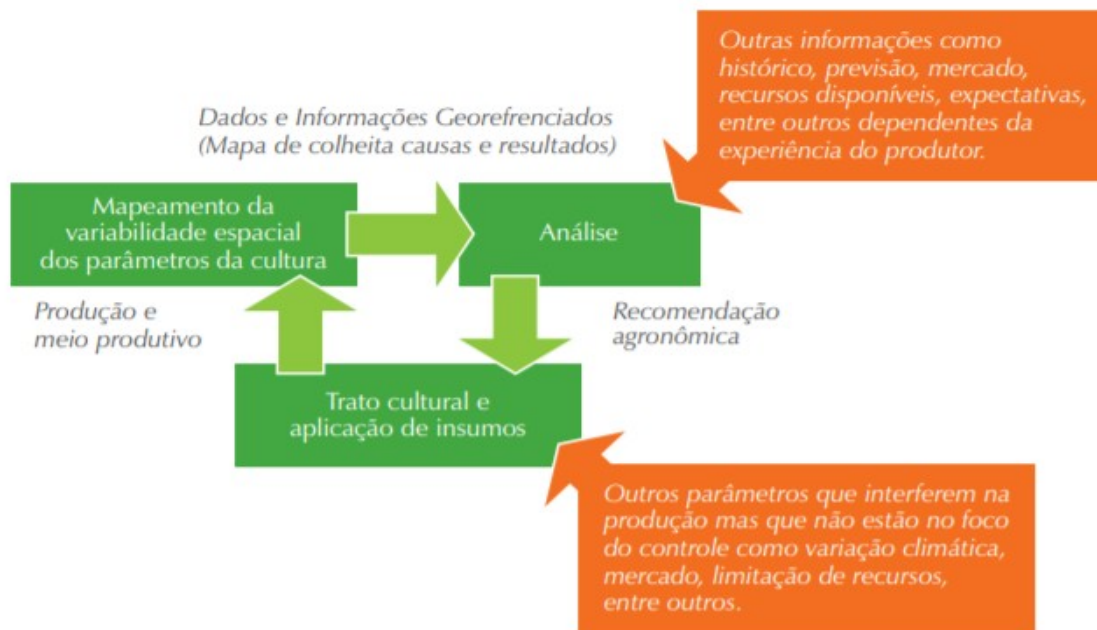 Outras informações como
histórico, previsão, mercado,
recursos disponíveis, expectativas,
entre outros dependentes da
experiência do produtor.
Dados e Informações Georefrenciados
(Mapa de colheita causas e resultados)
Mapeamento da
variabilidade espacial
dos parâmetros da cultura
Análise
Produção e
meio produtivo
Recomendação
agronômica
Trato cultural e
aplicação de insumos
Outros parâmetros que interferem na
produção mas que não estão no foco
do controle como variação climática,
mercado, limitação de recursos,
entre outros.